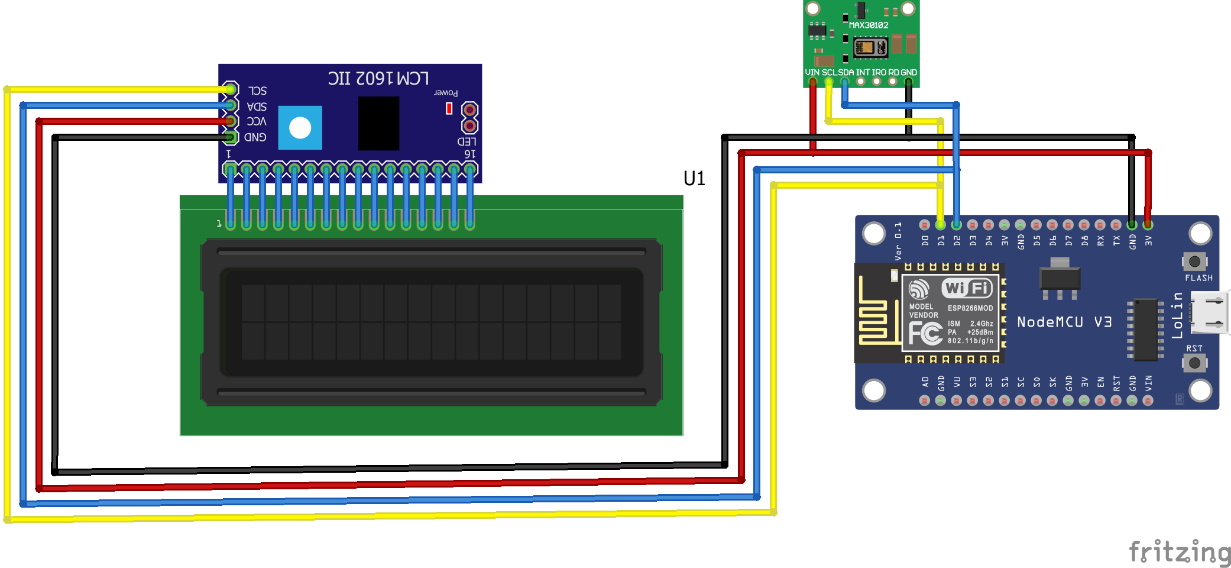 MAX30102
VIN SCL SDA INT IRO RD GND
LCM1602 IIC
SCL
SDA
VCC
GND
Power
LED
1
16
1
U1
Ver 0.1
D0 D1 D2 D3 D4 3V GND D5 D6 D7 D8 RX TX GND 3V
FLASH
WiFi
MODEL
VENDOR
ESP8266MOD
FC
ISM 2.4Ghz
PA +25dBm
802.11b/g/n
NodeMCU V3
LoLin
RST
A0 GND VU S3 S2 S1 SC S0 SK GND 3V EN RST GND VIN
fritzing